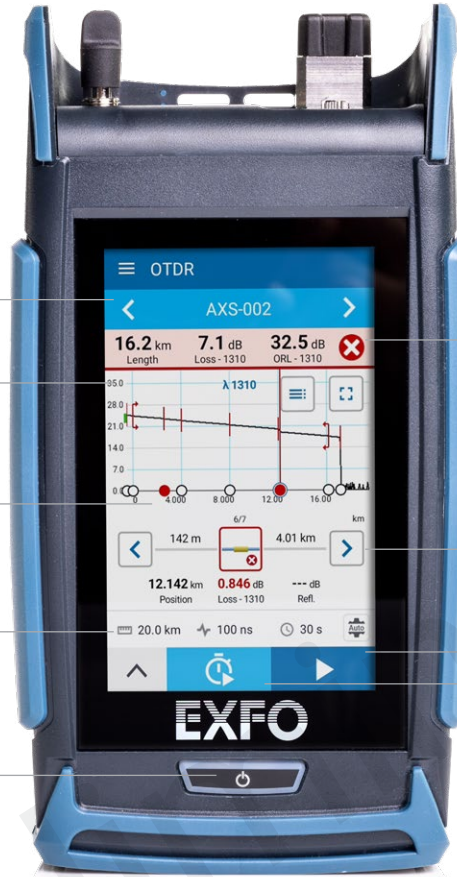 OTDR
AXS-002
16.2 km 7.1 dB 32.5 dB
Length Loss - 1310 ORL - 1310
35.0
λ 1310
28.0
21.0
14.0
7.0
0.0
0 4.000 8.000 12.00 16.00
6/7 km
142 m 4.01 km
12.142 km 0.846 dB --- dB
Position Loss - 1310 Refl.
20.0 km 100 ns 30 s Auto
EXFO